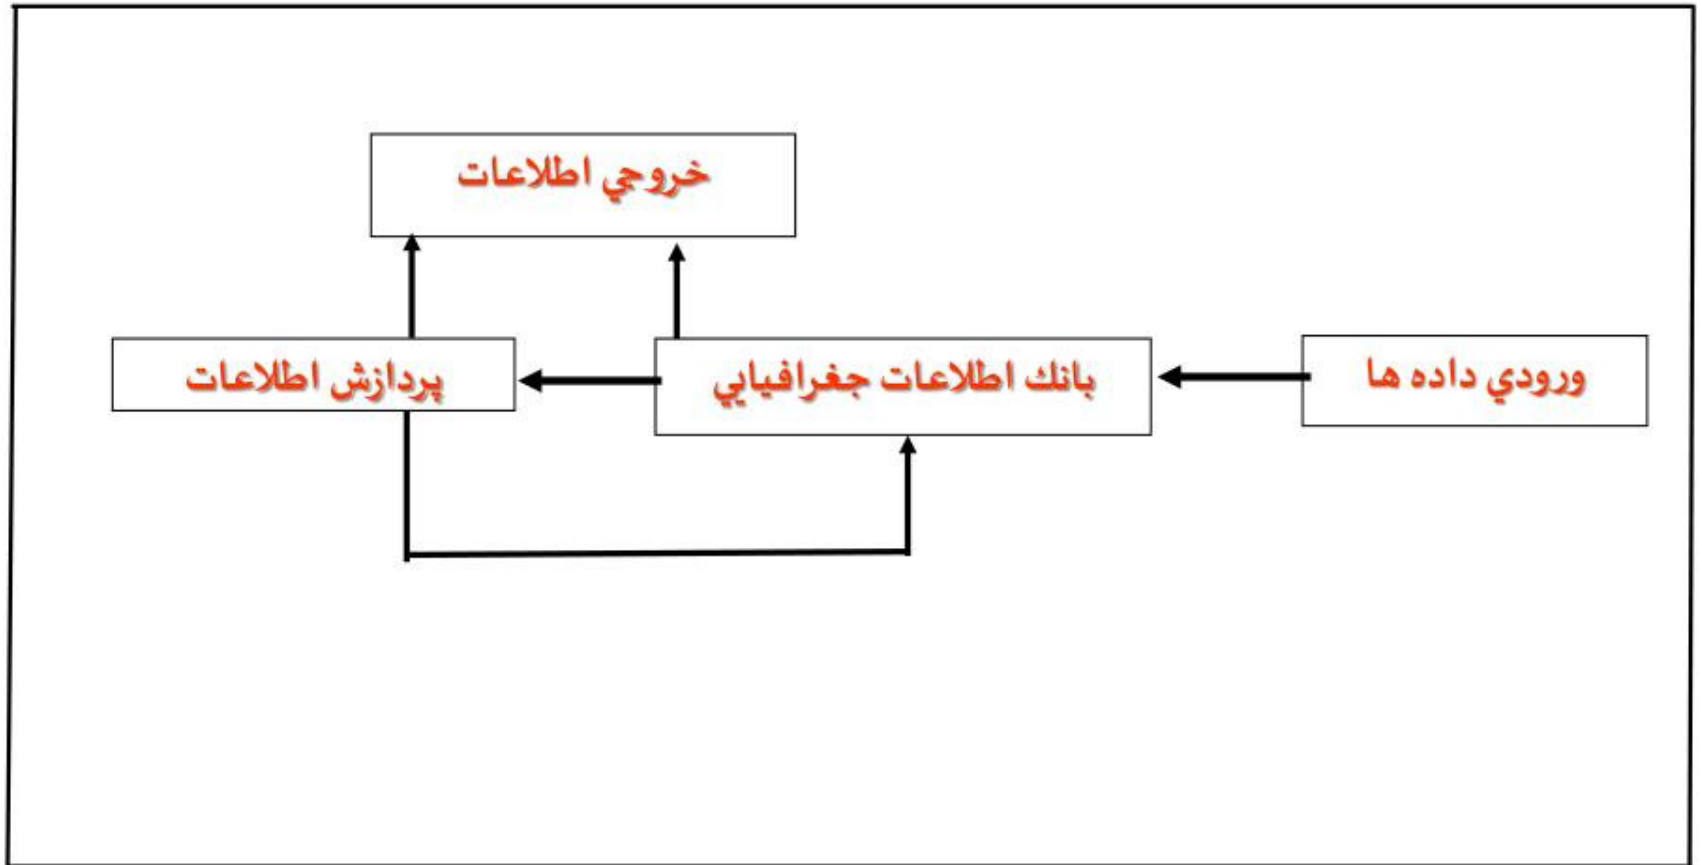 خروجي اطلاعات
ورودي داده ها
بانك اطلاعات جغرافيايي
پردازش اطلاعات